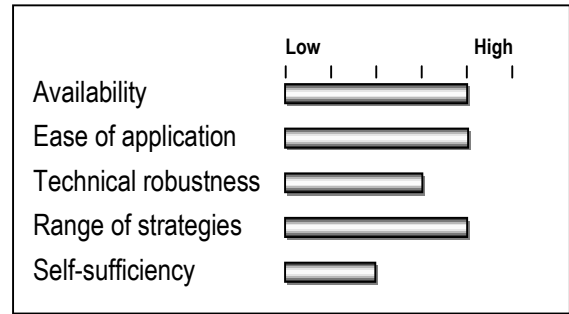 Low High
Availability
Ease of application
Technical robustness
Range of strategies
Self-sufficiency